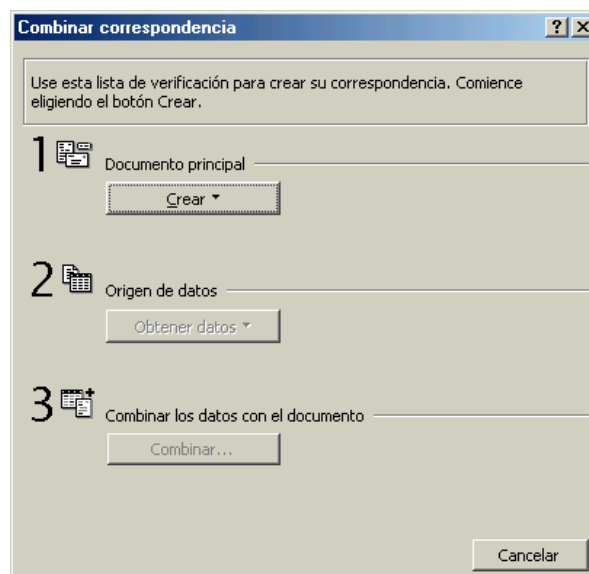 Combinar correspondencia
Use esta lista de verificación para crear su correspondencia. Comience
eligiendo el botón Crear.
1
Documento principal
Crear
2
Origen de datos
Obtener datos
3
Combinar los datos con el documento
Combinar...
Cancelar